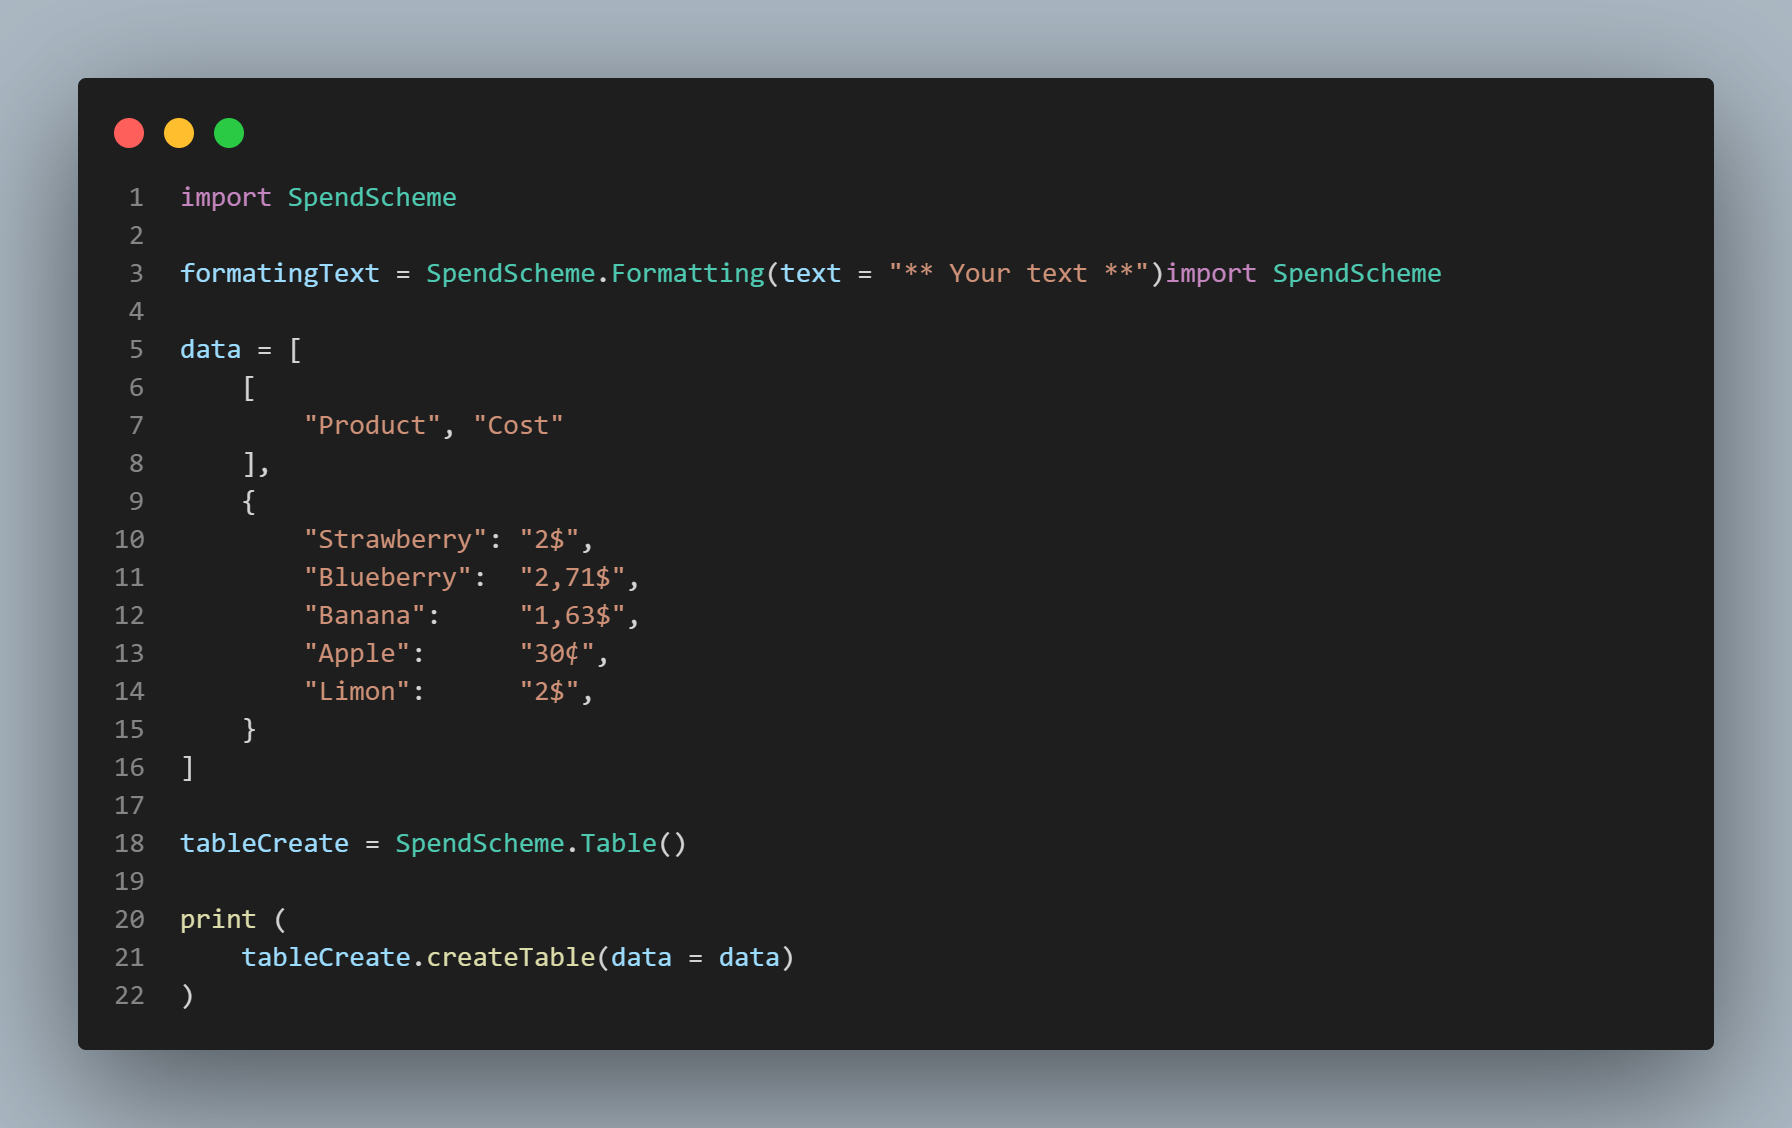 1 import SpendScheme
2
3 formatingText = SpendScheme.Formatting(text = "** Your text **")import SpendScheme
4
5 data = [
6     [
7         "Product", "Cost"
8     ],
9     {
10         "Strawberry": "2$",
11         "Blueberry":  "2,71$",
12         "Banana":     "1,63$",
13         "Apple":      "30¢",
14         "Limon":      "2$",
15     }
16 ]
17
18 tableCreate = SpendScheme.Table()
19
20 print (
21     tableCreate.createTable(data = data)
22 )